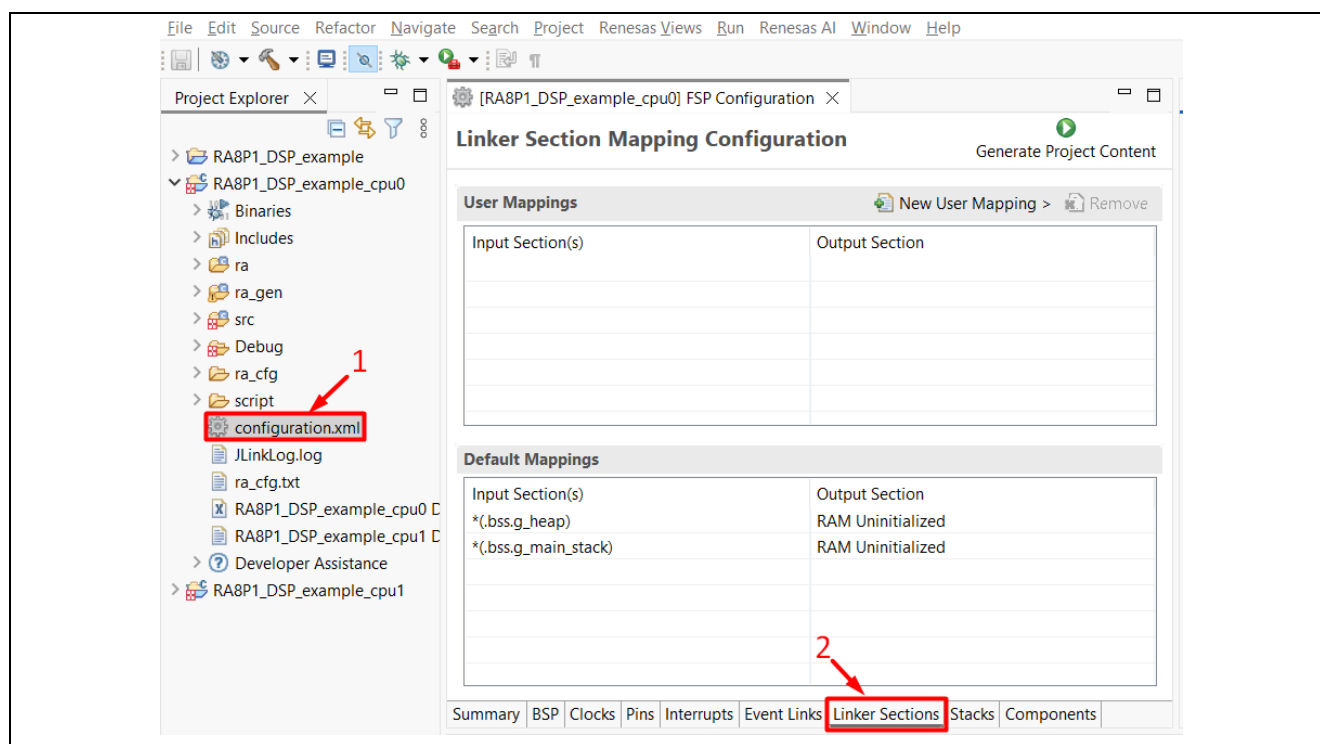 File Edit Source Refactor Navigate Search Project Renesas Views Run Renesas AI Window Help
Project Explorer
RA8P1_DSP_example
RA8P1_DSP_example_cpu0
Binaries
Includes
ra
ra_gen
src
Debug
ra_cfg
script
1
configuration.xml
JLinkLog.log
ra_cfg.txt
RA8P1_DSP_example_cpu0 D
RA8P1_DSP_example_cpu1 D
Developer Assistance
RA8P1_DSP_example_cpu1
[RA8P1_DSP_example_cpu0] FSP Configuration
Linker Section Mapping Configuration
Generate Project Content
User Mappings New User Mapping > Remove
Input Section(s) Output Section
Default Mappings
Input Section(s) Output Section
*(.bss.g_heap) RAM Uninitialized
*(.bss.g_main_stack) RAM Uninitialized
2
Summary BSP Clocks Pins Interrupts Event Links Linker Sections Stacks Components